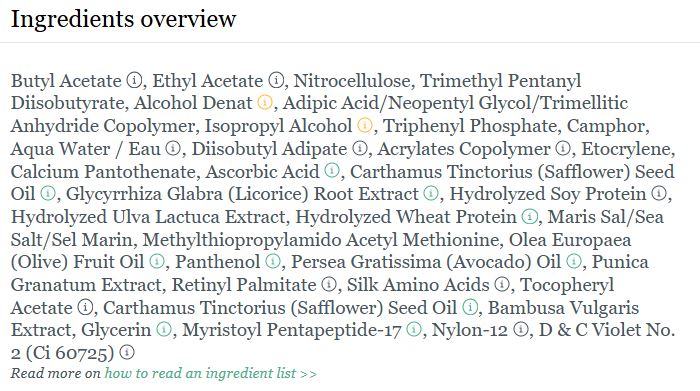 Ingredients overview
Butyl Acetate, Ethyl Acetate, Nitrocellulose, Trimethyl Pentanyl
Diisobutyrate, Alcohol Denat, Adipic Acid/Neopentyl Glycol/Trimellitic
Anhydride Copolymer, Isopropyl Alcohol, Triphenyl Phosphate, Camphor,
Aqua Water / Eau, Diisobutyl Adipate, Acrylates Copolymer, Etocrylene,
Calcium Pantothenate, Ascorbic Acid, Carthamus Tinctorius (Safflower) Seed
Oil, Glycyrrhiza Glabra (Licorice) Root Extract, Hydrolyzed Soy Protein,
Hydrolyzed Ulva Lactuca Extract, Hydrolyzed Wheat Protein, Maris Sal/Sea
Salt/Sel Marin, Methylthiopropylamido Acetyl Methionine, Olea Europaea
(Olive) Fruit Oil, Panthenol, Persea Gratissima (Avocado) Oil, Punica
Granatum Extract, Retinyl Palmitate, Silk Amino Acids, Tocopheryl
Acetate, Carthamus Tinctorius (Safflower) Seed Oil, Bambusa Vulgaris
Extract, Glycerin, Myristoyl Pentapeptide-17, Nylon-12, D & C Violet No.
2 (Ci 60725)
Read more on how to read an ingredient list >>